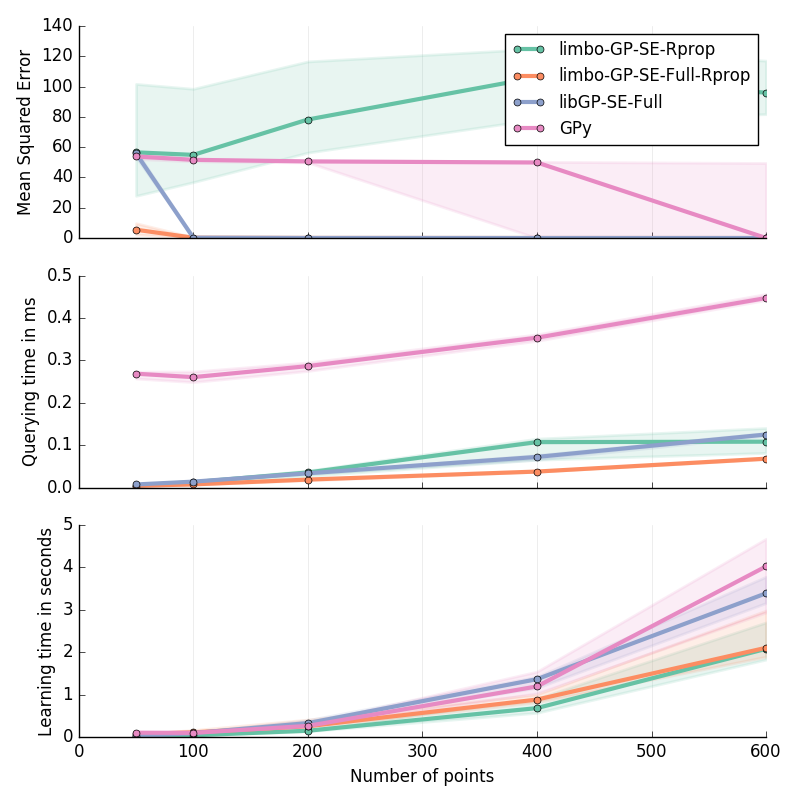 Mean Squared Error
140
120
100
80
60
40
20
0
limbo-GP-SE-Rprop
limbo-GP-SE-Full-Rprop
libGP-SE-Full
GPy
Querying time in ms
0.5
0.4
0.3
0.2
0.1
0.0
Learning time in seconds
5
4
3
2
1
0
0 100 200 300 400 500 600
Number of points